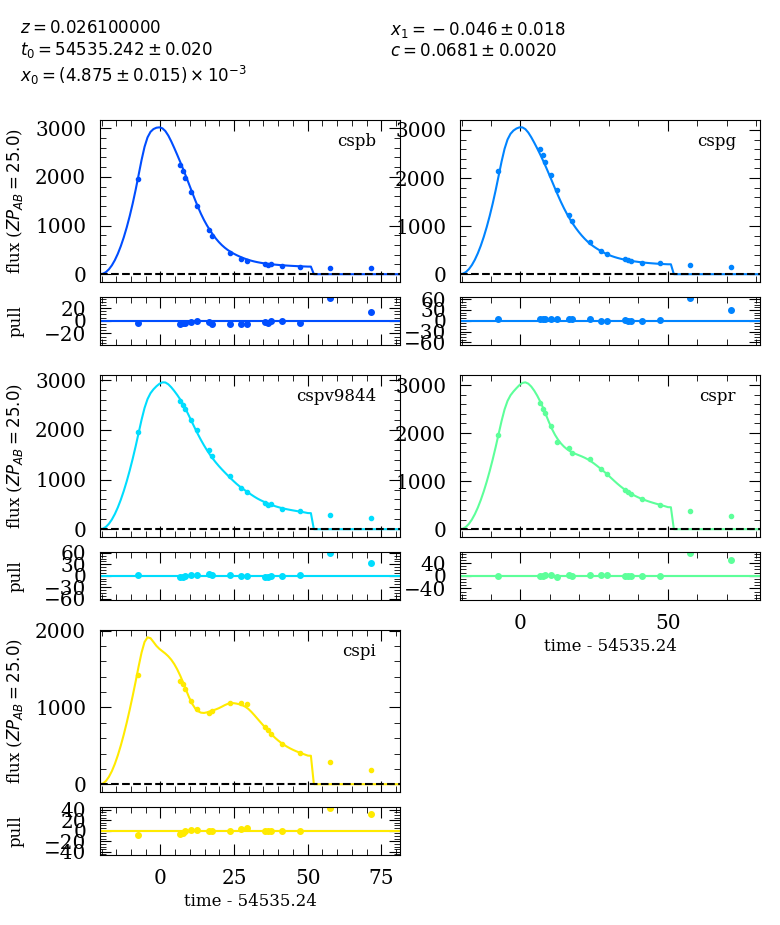 z = 0.026100000
t₀ = 54535.242 ± 0.020
x₀ = (4.875 ± 0.015) × 10⁻³
x₁ = −0.046 ± 0.018
c = 0.0681 ± 0.0020
flux (ZP_AB = 25.0)
3000
2000
1000
0
cspb
3000
2000
1000
0
cspg
pull
20
0
−20
60
30
0
−30
−60
flux (ZP_AB = 25.0)
3000
2000
1000
0
cspv9844
3000
2000
1000
0
cspr
pull
60
30
0
−30
−60
40
0
−40
0
50
time - 54535.24
flux (ZP_AB = 25.0)
2000
1000
0
cspi
pull
40
20
0
−20
−40
0
25
50
75
time - 54535.24